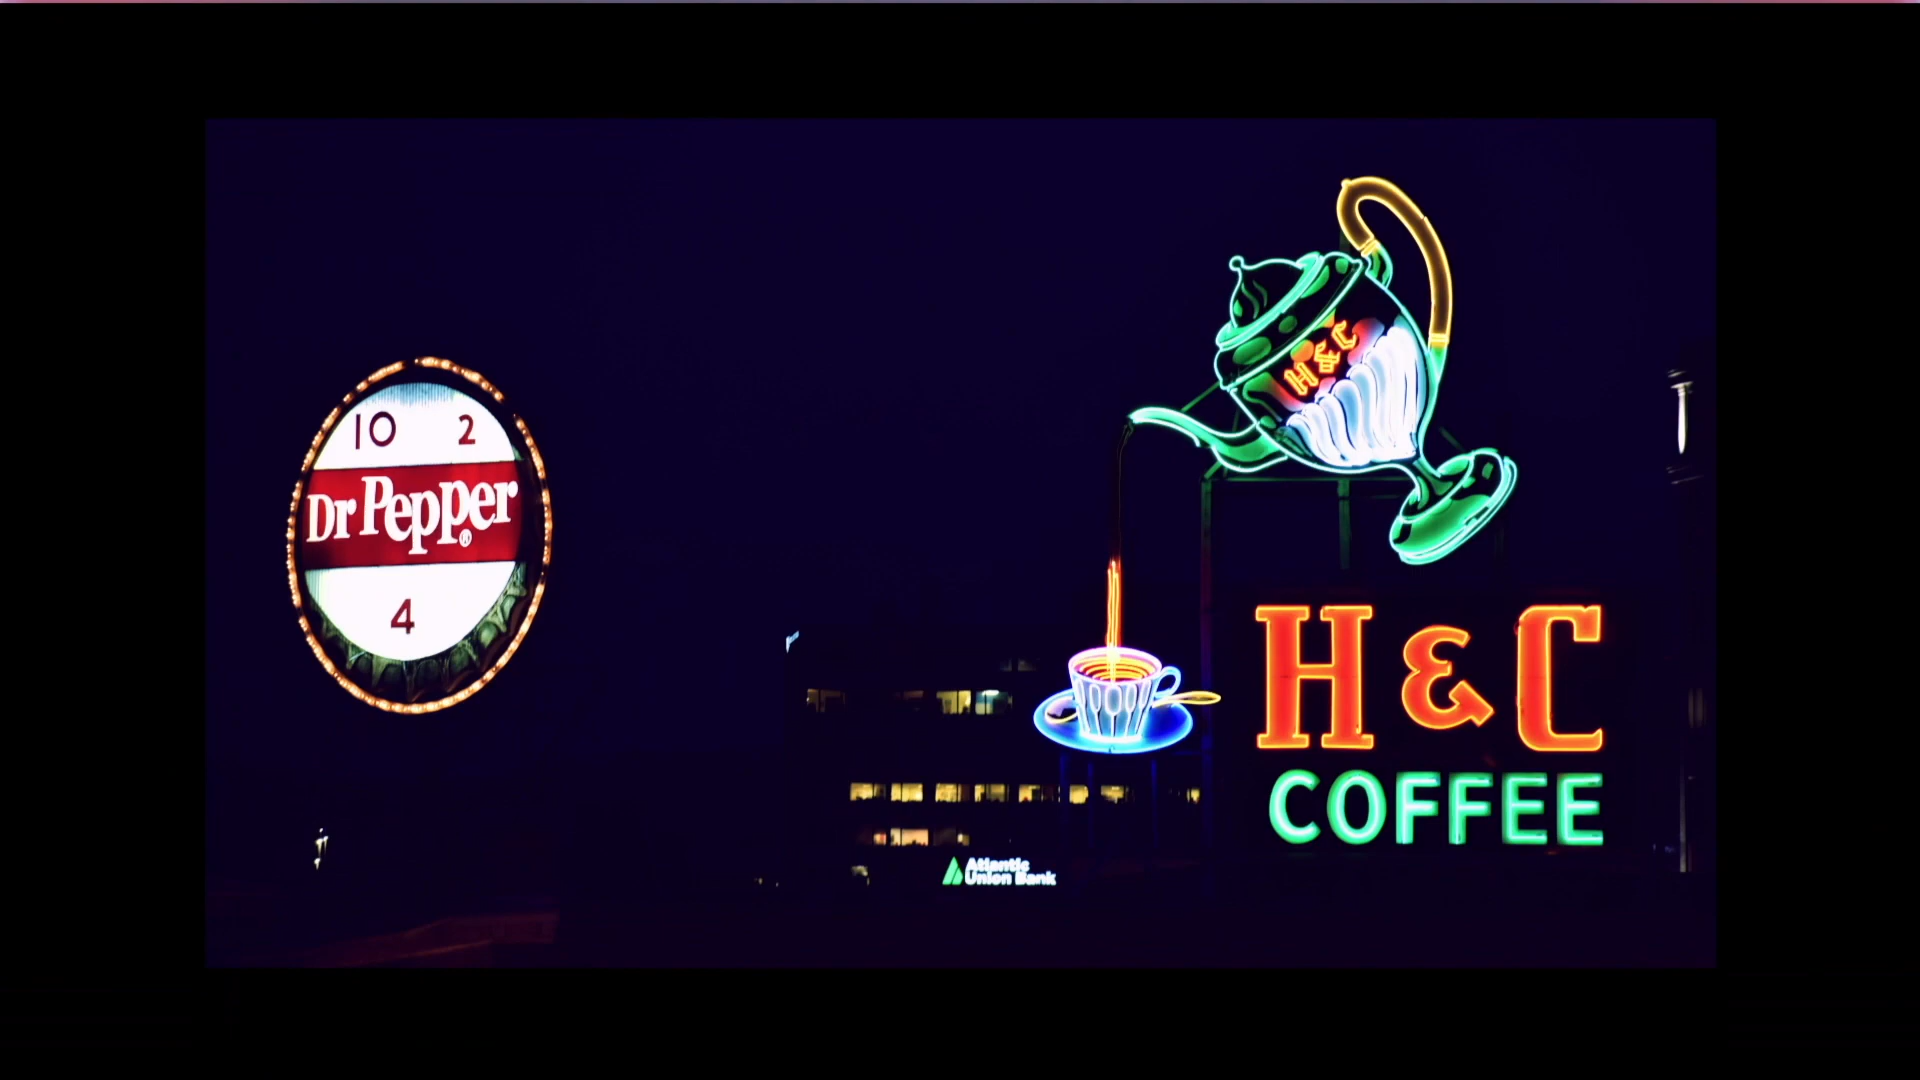 10 2
Dr Pepper®
4
H&C
H&C
COFFEE
Atlantic
Union Bank